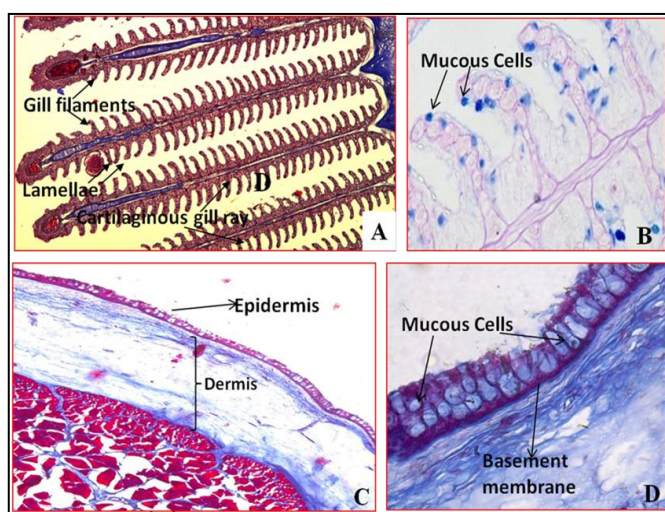 Gill filaments
Lamellae
D
Cartilaginous gill ray
A
Mucous Cells
B
Epidermis
Dermis
C
Mucous Cells
Basement
membrane
D